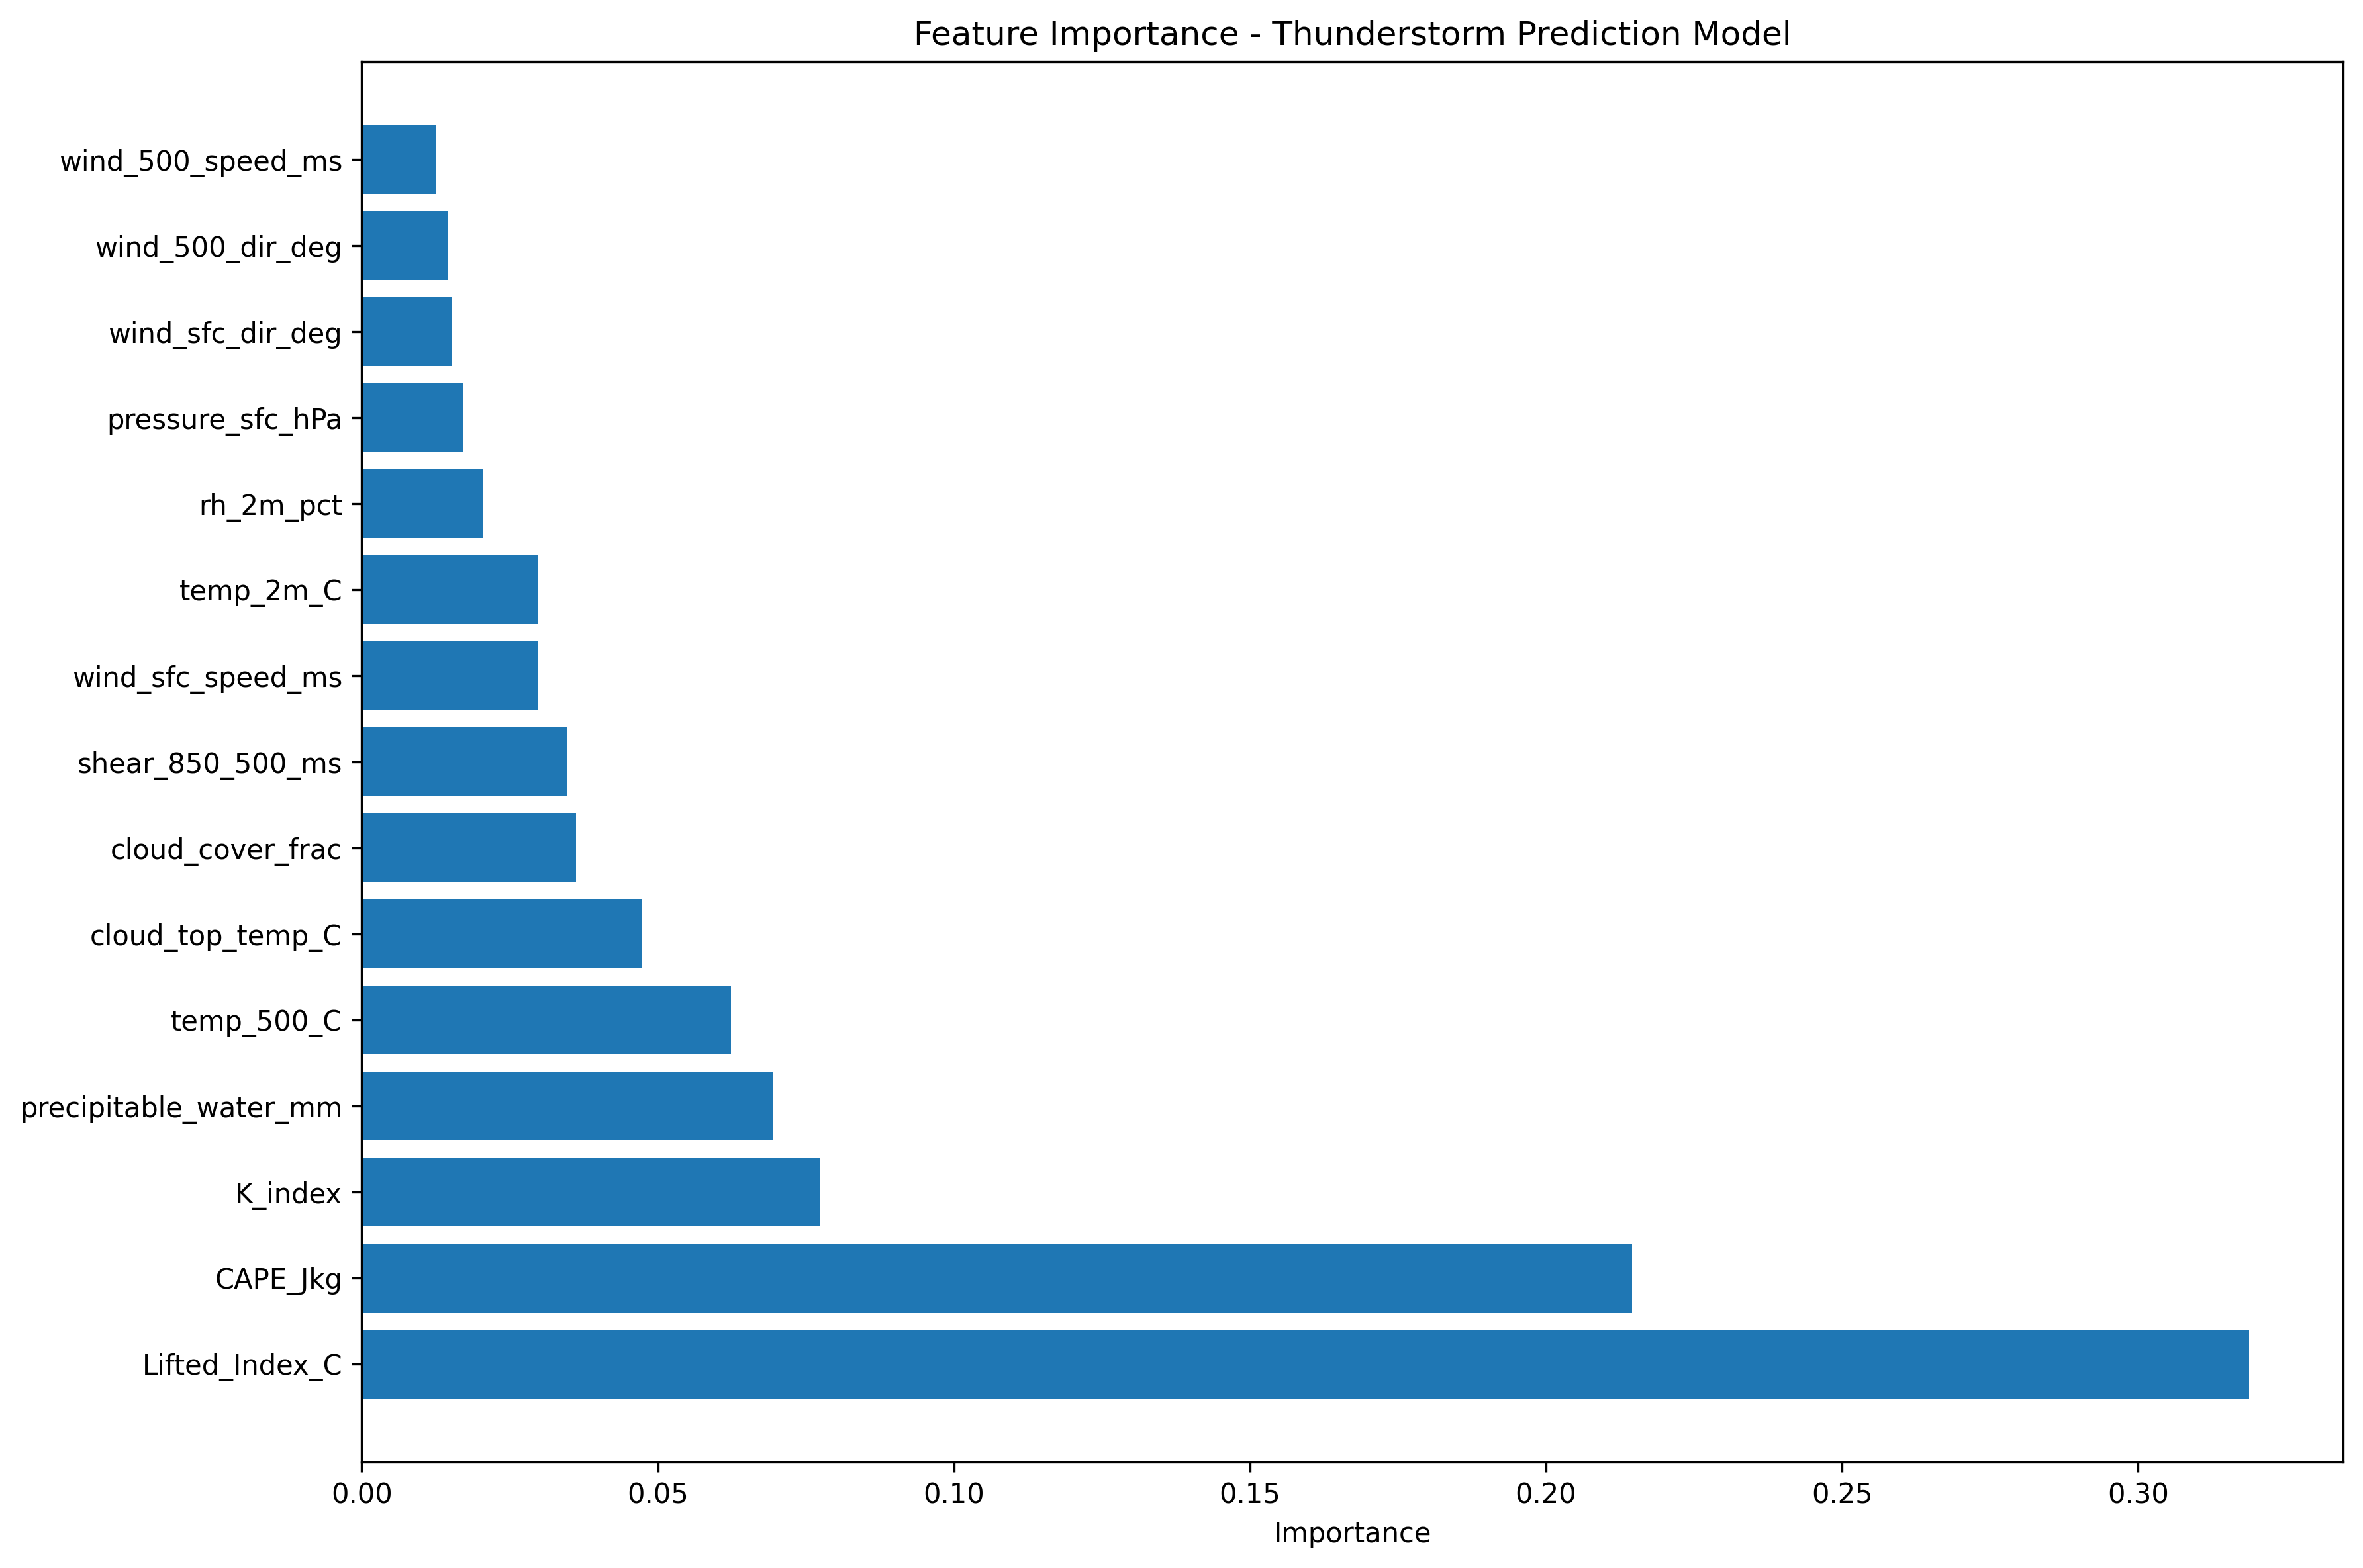 Feature Importance - Thunderstorm Prediction Model
wind_500_speed_ms
wind_500_dir_deg
wind_sfc_dir_deg
pressure_sfc_hPa
rh_2m_pct
temp_2m_C
wind_sfc_speed_ms
shear_850_500_ms
cloud_cover_frac
cloud_top_temp_C
temp_500_C
precipitable_water_mm
K_index
CAPE_Jkg
Lifted_Index_C
0.00 0.05 0.10 0.15 0.20 0.25 0.30
Importance